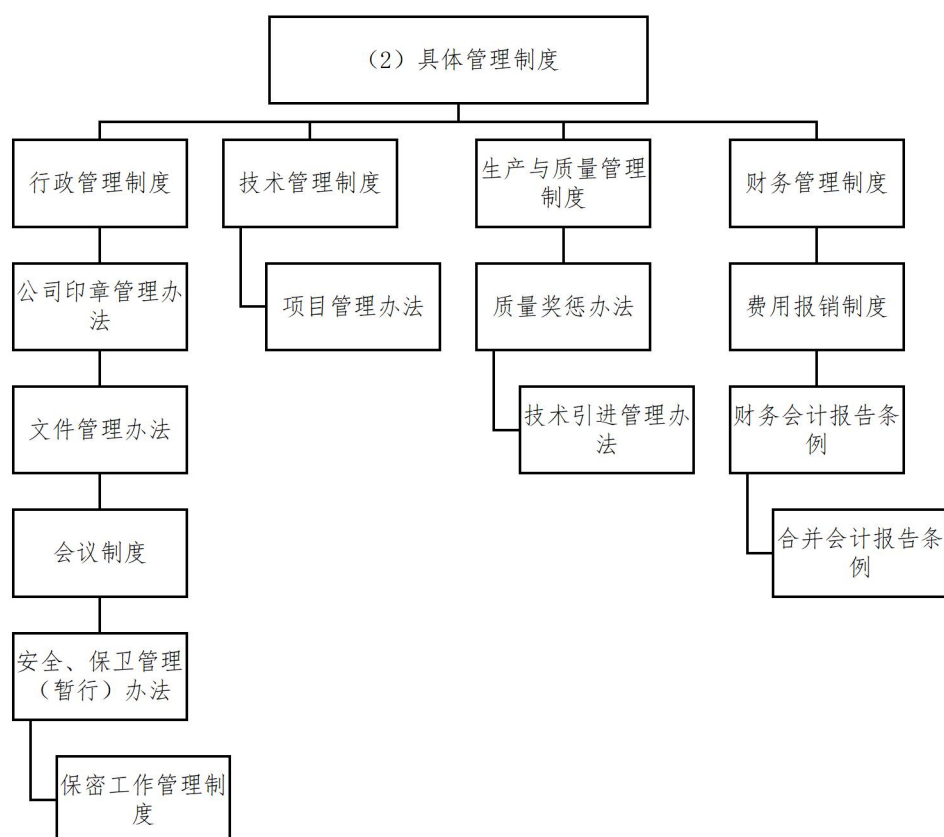 （2）具体管理制度
行政管理制度
技术管理制度
生产与质量管理
制度
财务管理制度
公司印章管理办
法
项目管理办法
质量奖惩办法
费用报销制度
文件管理办法
技术引进管理办
法
财务会计报告条
例
会议制度
合并会计报告条
例
安全、保卫管理
（暂行）办法
保密工作管理制
度